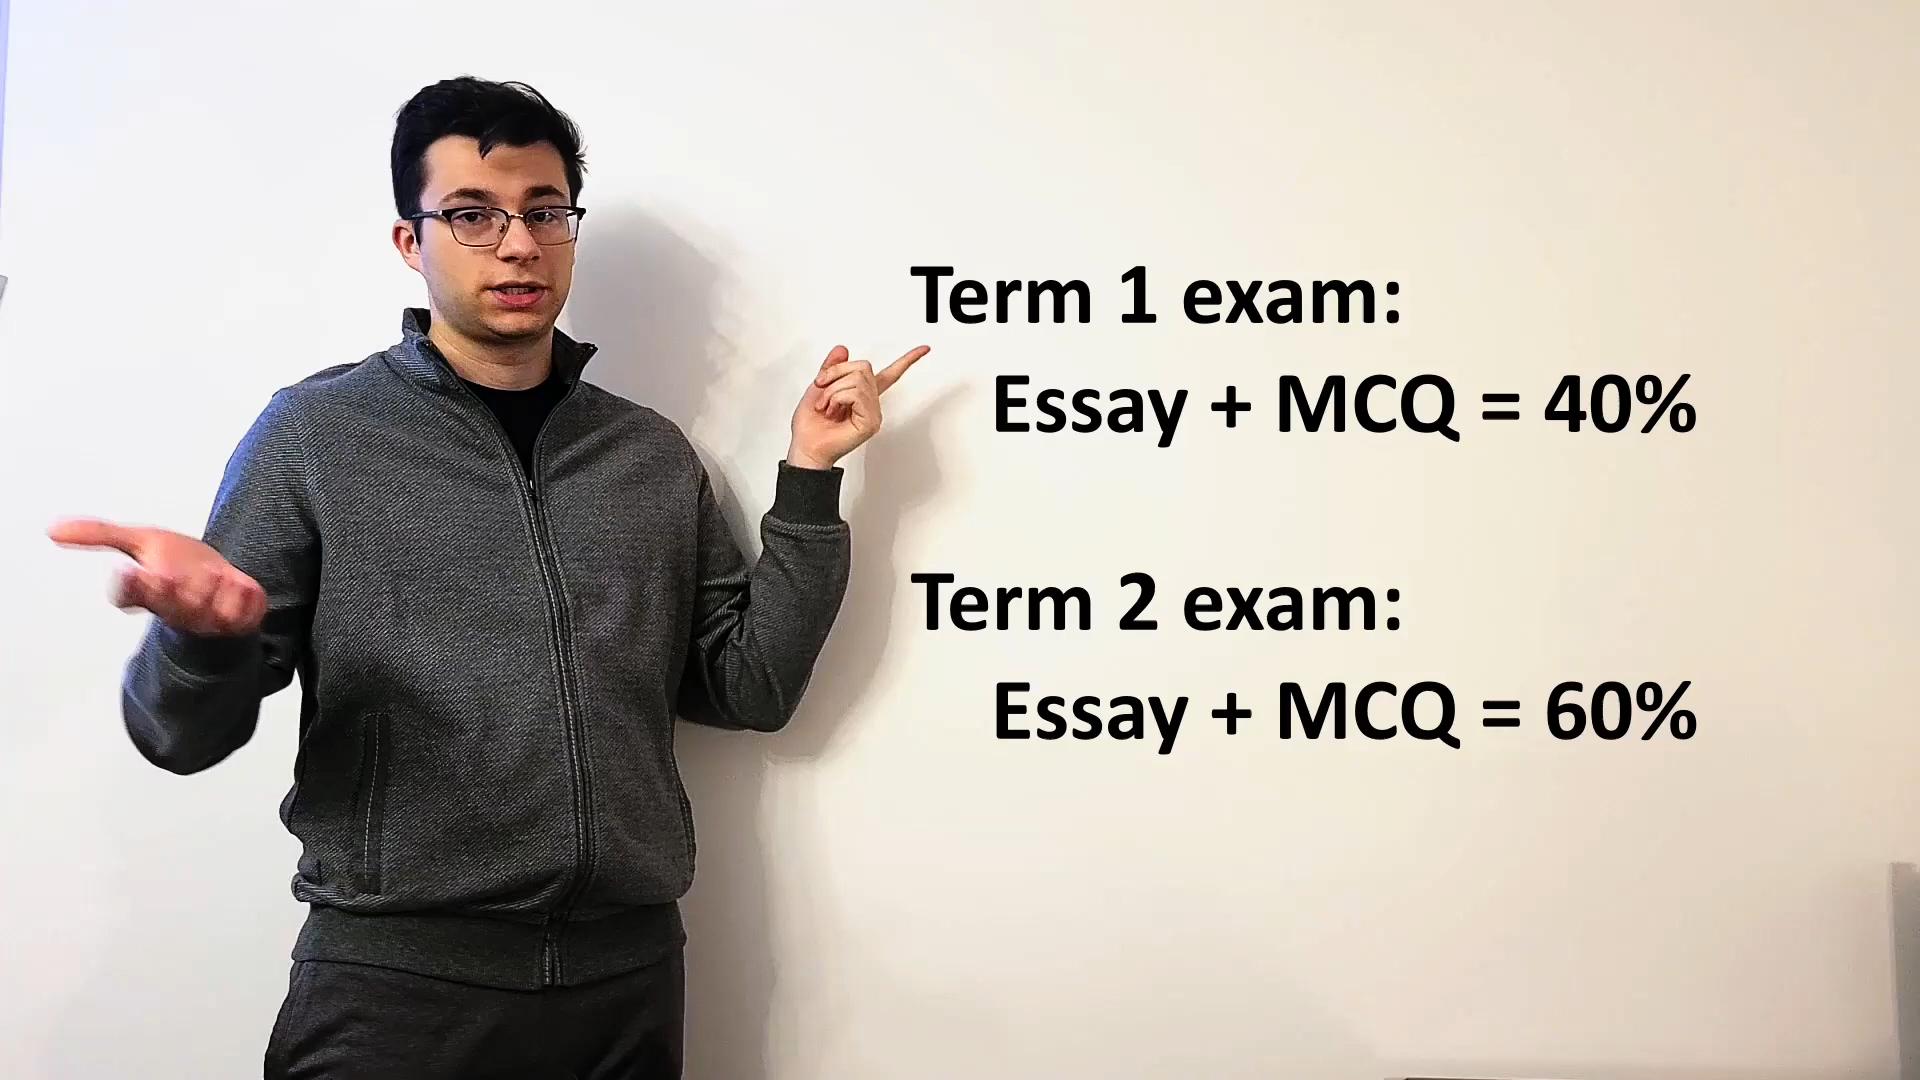 Term 1 exam:
Essay + MCQ = 40%
Term 2 exam:
Essay + MCQ = 60%